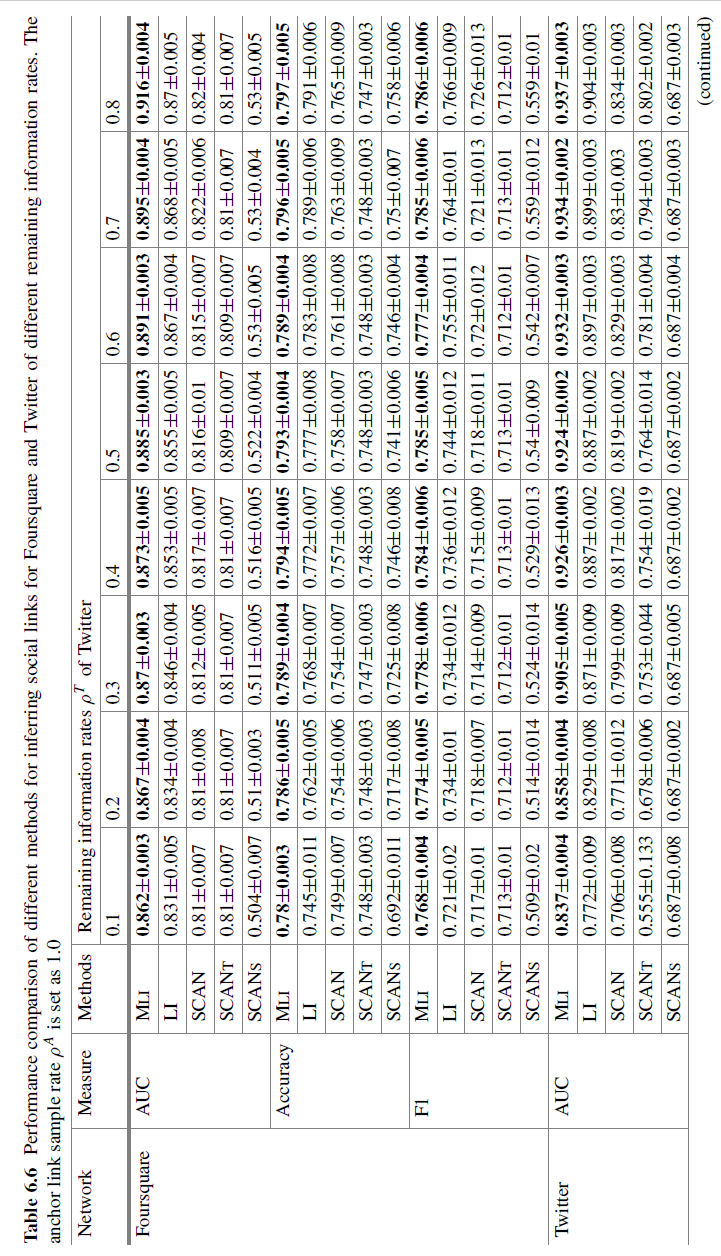 Table 6.6 Performance comparison of different methods for inferring social links for Foursquare and Twitter of different remaining information rates. The
anchor link sample rate ρ^A is set as 1.0
Network Measure Methods Remaining information rates ρ^T of Twitter
0.1 0.2 0.3 0.4 0.5 0.6 0.7 0.8
Foursquare AUC MLI 0.862±0.003 0.867±0.004 0.87±0.003 0.873±0.005 0.885±0.003 0.891±0.003 0.895±0.004 0.916±0.004
LI 0.831±0.005 0.834±0.004 0.846±0.004 0.853±0.005 0.855±0.005 0.867±0.004 0.868±0.005 0.87±0.005
SCAN 0.81±0.007 0.81±0.008 0.812±0.005 0.817±0.007 0.816±0.01 0.815±0.007 0.822±0.006 0.82±0.004
SCANT 0.81±0.007 0.81±0.007 0.81±0.007 0.81±0.007 0.809±0.007 0.809±0.007 0.81±0.007 0.81±0.007
SCANS 0.504±0.007 0.51±0.003 0.511±0.005 0.516±0.005 0.522±0.004 0.53±0.005 0.53±0.004 0.53±0.005
Accuracy MLI 0.78±0.003 0.786±0.005 0.789±0.004 0.794±0.005 0.793±0.004 0.789±0.004 0.796±0.005 0.797±0.005
LI 0.745±0.011 0.762±0.005 0.768±0.007 0.772±0.007 0.777±0.008 0.783±0.008 0.789±0.006 0.791±0.006
SCAN 0.749±0.007 0.754±0.006 0.754±0.007 0.757±0.006 0.758±0.007 0.761±0.008 0.763±0.009 0.765±0.009
SCANT 0.748±0.003 0.748±0.003 0.747±0.003 0.748±0.003 0.748±0.003 0.748±0.003 0.748±0.003 0.747±0.003
SCANS 0.692±0.011 0.717±0.008 0.725±0.008 0.746±0.008 0.741±0.006 0.746±0.004 0.75±0.007 0.758±0.006
F1 MLI 0.768±0.004 0.774±0.005 0.778±0.006 0.784±0.006 0.785±0.005 0.777±0.004 0.785±0.006 0.786±0.006
LI 0.721±0.02 0.734±0.01 0.734±0.012 0.736±0.012 0.744±0.012 0.755±0.011 0.764±0.01 0.766±0.009
SCAN 0.717±0.01 0.718±0.007 0.714±0.009 0.715±0.009 0.718±0.011 0.72±0.012 0.721±0.013 0.726±0.013
SCANT 0.713±0.01 0.712±0.01 0.712±0.01 0.713±0.01 0.713±0.01 0.712±0.01 0.713±0.01 0.712±0.01
SCANS 0.509±0.02 0.514±0.014 0.524±0.014 0.529±0.013 0.54±0.009 0.542±0.007 0.559±0.012 0.559±0.01
Twitter AUC MLI 0.837±0.004 0.858±0.004 0.905±0.005 0.926±0.003 0.924±0.002 0.932±0.003 0.934±0.002 0.937±0.003
LI 0.772±0.009 0.829±0.008 0.871±0.009 0.887±0.002 0.887±0.002 0.897±0.003 0.899±0.003 0.904±0.003
SCAN 0.706±0.008 0.771±0.012 0.799±0.009 0.817±0.002 0.819±0.002 0.829±0.003 0.83±0.003 0.834±0.003
SCANT 0.555±0.133 0.678±0.006 0.753±0.044 0.754±0.019 0.764±0.014 0.781±0.004 0.794±0.003 0.802±0.002
SCANS 0.687±0.008 0.687±0.002 0.687±0.005 0.687±0.002 0.687±0.002 0.687±0.004 0.687±0.003 0.687±0.003
(continued)